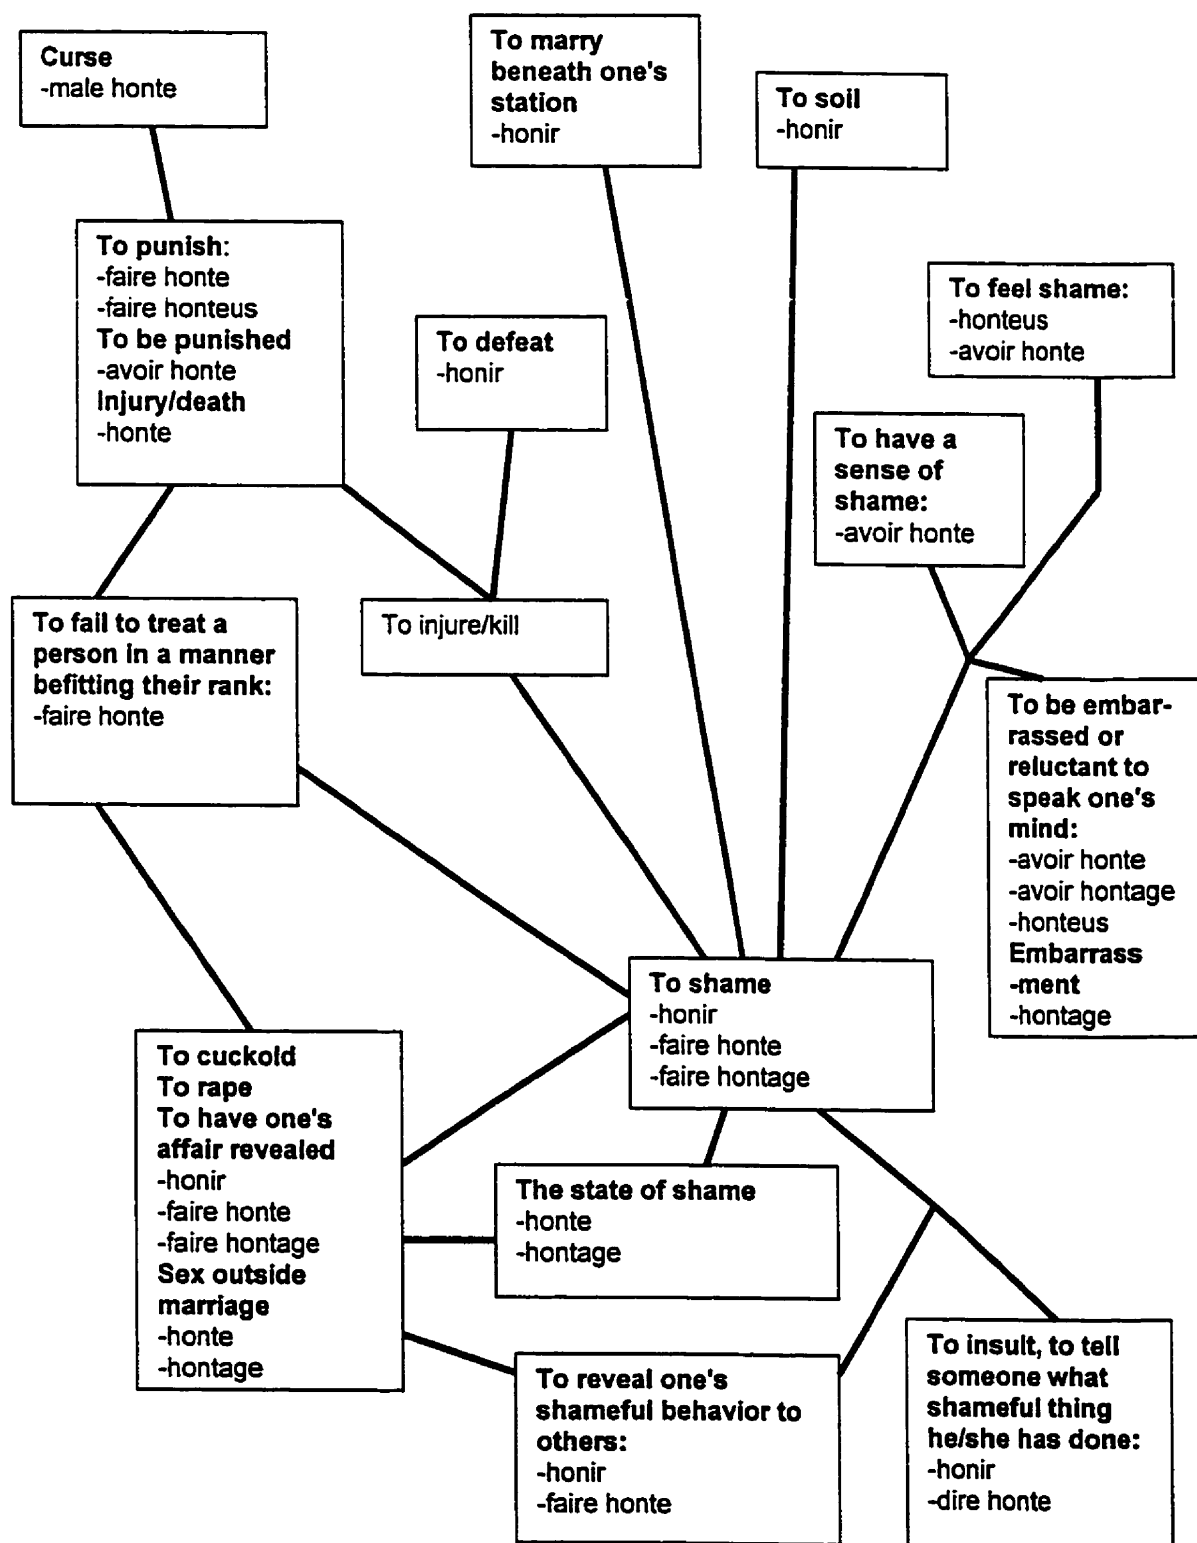 Curse
-male honte
To marry
beneath one's
station
-honir
To soil
-honir
To punish:
-faire honte
-faire honteus
To be punished
-avoir honte
Injury/death
-honte
To defeat
-honir
To feel shame:
-honteus
-avoir honte
To have a
sense of
shame:
-avoir honte
To fail to treat a
person in a manner
befitting their rank:
-faire honte
To injure/kill
To be embar-
rassed or
reluctant to
speak one's
mind:
-avoir honte
-avoir hontage
-honteus
Embarrass
-ment
-hontage
To shame
-honir
-faire honte
-faire hontage
To cuckold
To rape
To have one's
affair revealed
-honir
-faire honte
-faire hontage
Sex outside
marriage
-honte
-hontage
The state of shame
-honte
-hontage
To reveal one's
shameful behavior to
others:
-honir
-faire honte
To insult, to tell
someone what
shameful thing
he/she has done:
-honir
-dire honte